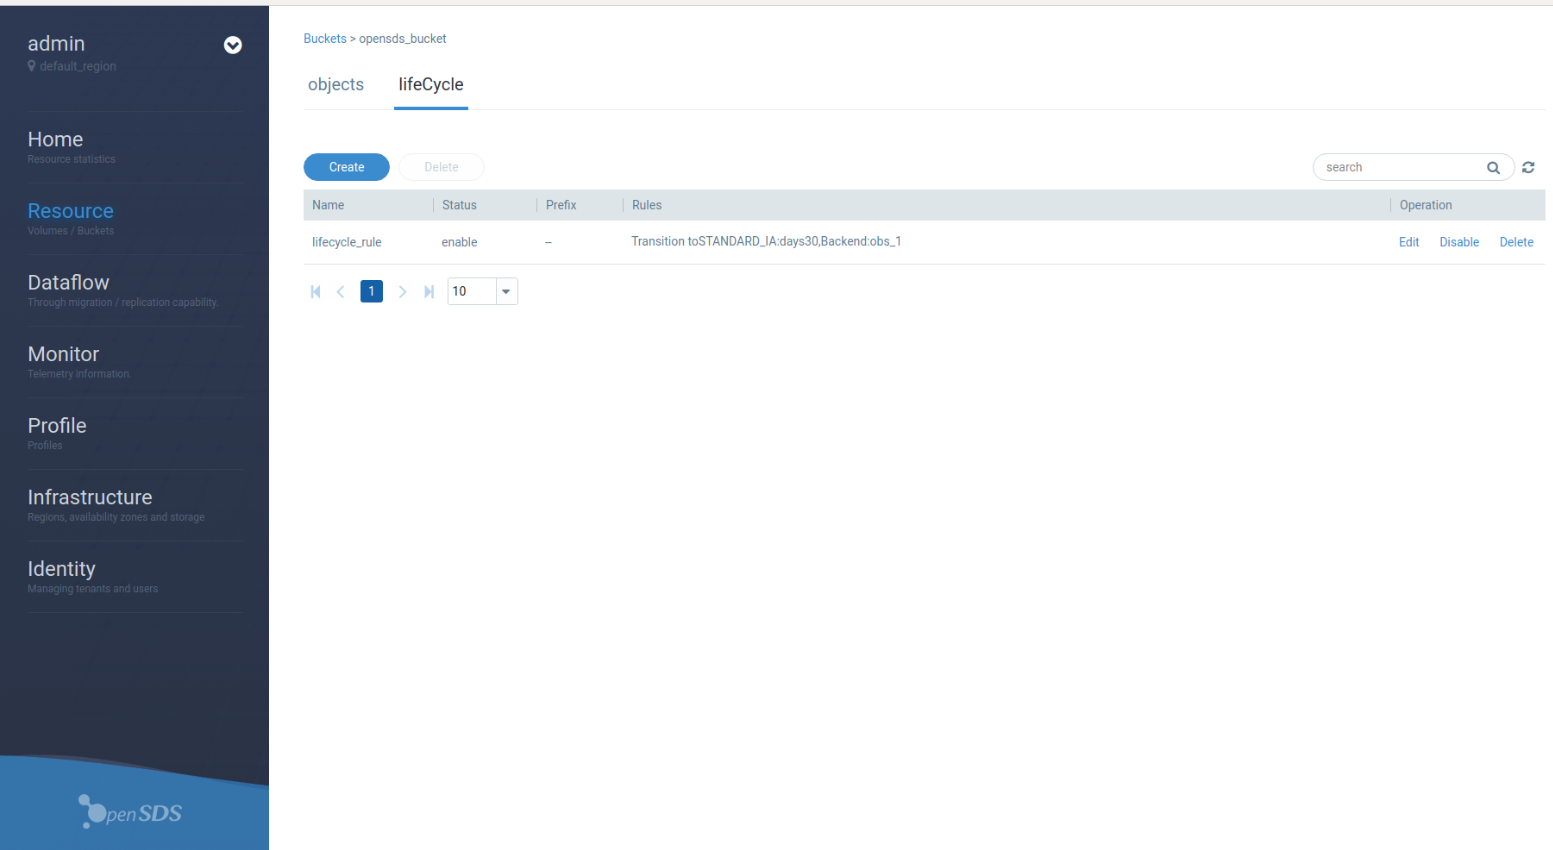 admin
default_region
Home
Resource statistics
Resource
Volumes / Buckets
Dataflow
Through migration / replication capability.
Monitor
Telemetry information.
Profile
Profiles
Infrastructure
Regions, availability zones and storage
Identity
Managing tenants and users
OpenSDS
Buckets > opensds_bucket
objects lifeCycle
Create Delete search
Name Status Prefix Rules Operation
lifecycle_rule enable -- Transition toSTANDARD_IA:days30,Backend:obs_1 Edit Disable Delete
1 10